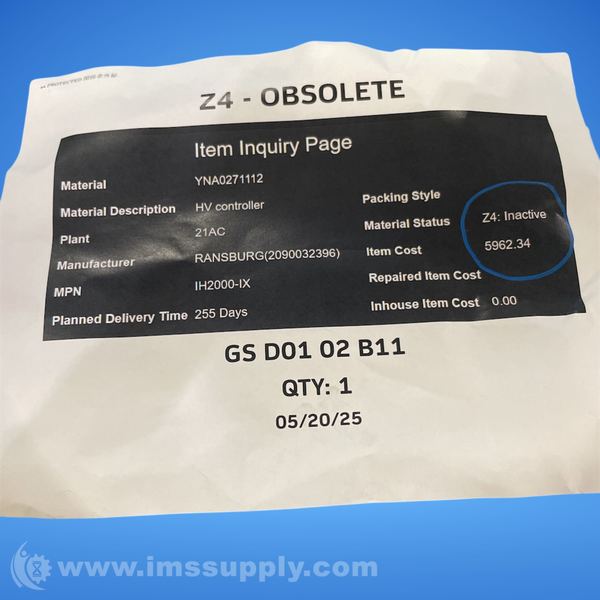 Z4 - OBSOLETE
Item Inquiry Page
Material YNA0271112
Material Description HV controller
Plant 21AC
Manufacturer RANSBURG(2090032396)
MPN IH2000-IX
Planned Delivery Time 255 Days
Packing Style
Material Status Z4: Inactive
Item Cost 5962.34
Repaired Item Cost
Inhouse Item Cost 0.00
GS D01 02 B11
QTY: 1
05/20/25
www.imssupply.com